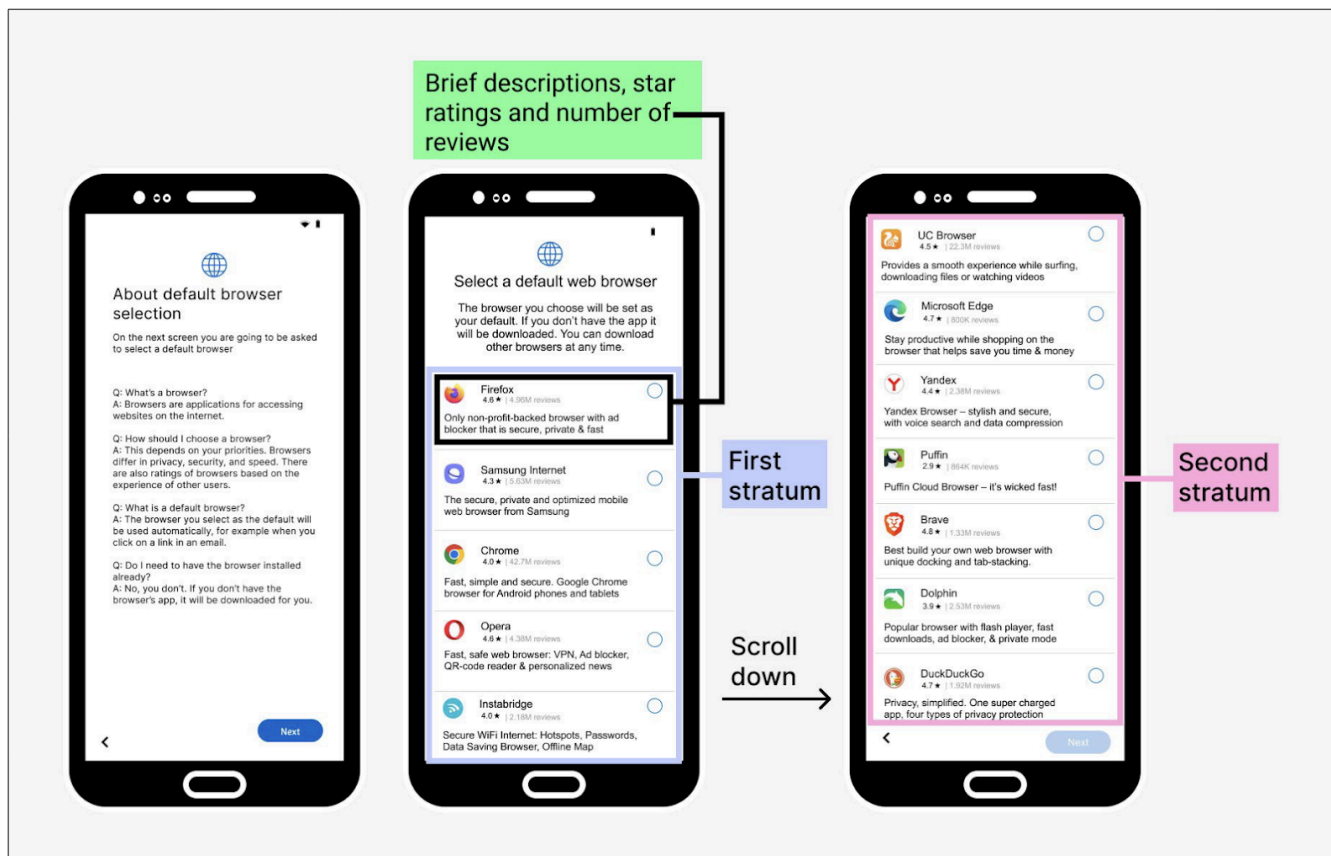 Brief descriptions, star
ratings and number of
reviews
About default browser
selection
On the next screen you are going to be asked
to select a default browser
Q: What's a browser?
A: Browsers are applications for accessing
websites on the internet.
Q: How should I choose a browser?
A: This depends on your priorities. Browsers
differ in privacy, security, and speed. There
are also ratings of browsers based on the
experience of other users.
Q: What is a default browser?
A: The browser you select as the default will
be used automatically, for example when you
click on a link in an email.
Q: Do I need to have the browser installed
already?
A: No, you don't. If you don't have the
browser's app, it will be downloaded for you.
Next
Select a default web browser
The browser you choose will be set as
your default. If you don't have the app it
will be downloaded. You can download
other browsers at any time.
Firefox
4.6 ★ | 4.96M reviews
Only non-profit-backed browser with ad
blocker that is secure, private & fast
Samsung Internet
4.3 ★ | 5.63M reviews
The secure, private and optimized mobile
web browser from Samsung
Chrome
4.0 ★ | 42.7M reviews
Fast, simple and secure. Google Chrome
browser for Android phones and tablets
Opera
4.6 ★ | 4.38M reviews
Fast, safe web browser: VPN, Ad blocker,
QR-code reader & personalized news
Instabridge
4.0 ★ | 2.18M reviews
Secure WiFi Internet: Hotspots, Passwords,
Data Saving Browser, Offline Map
First
stratum
Scroll
down
UC Browser
4.5 ★ | 22.3M reviews
Provides a smooth experience while surfing,
downloading files or watching videos
Microsoft Edge
4.7 ★ | 800K reviews
Stay productive while shopping on the
browser that helps save you time & money
Yandex
4.4 ★ | 2.38M reviews
Yandex Browser – stylish and secure,
with voice search and data compression
Puffin
2.9 ★ | 864K reviews
Puffin Cloud Browser – it's wicked fast!
Brave
4.8 ★ | 1.33M reviews
Best build your own web browser with
unique docking and tab-stacking.
Dolphin
3.9 ★ | 2.53M reviews
Popular browser with flash player, fast
downloads, ad blocker, & private mode
DuckDuckGo
4.7 ★ | 1.92M reviews
Privacy, simplified. One super charged
app, four types of privacy protection
Next
Second
stratum